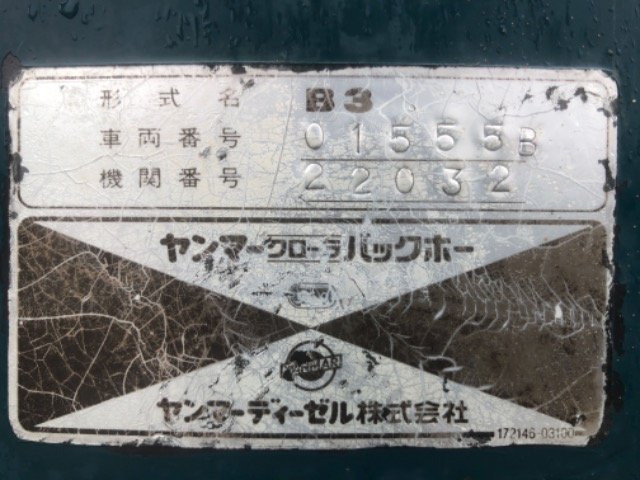 形式名 B3
車両番号 01555B
機関番号 22032
ヤンマークローラバックホー
YANMAR
ヤンマーディーゼル株式会社
172146-03100